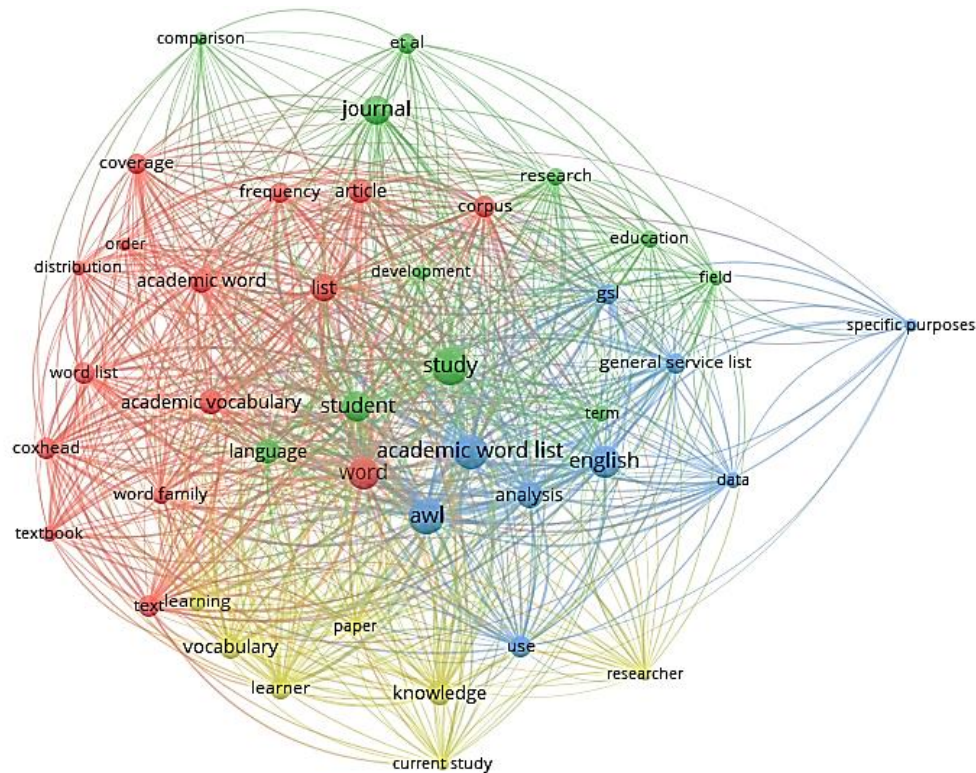 comparison
et al
journal
coverage
research
frequency
article
corpus
education
order
distribution
development
field
academic word
list
gsl
specific purposes
study
general service list
word list
academic vocabulary
student
term
coxhead
language
academic word list
english
word
data
word family
analysis
awl
textbook
text
learning
paper
vocabulary
use
researcher
learner
knowledge
current study